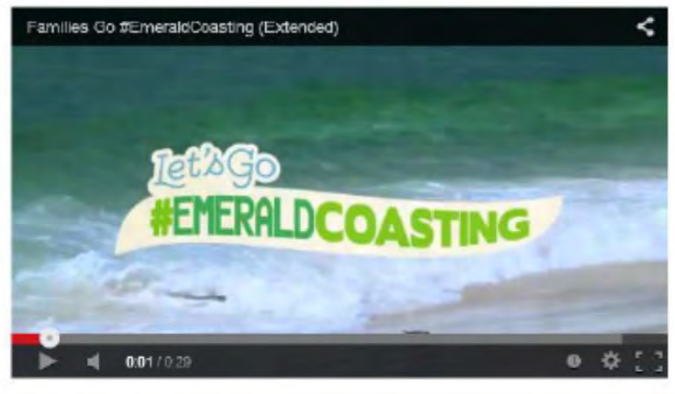 Families Go #EmeraldCoasting (Extended)
Let's Go
#EMERALDCOASTING
0:01 / 0:29